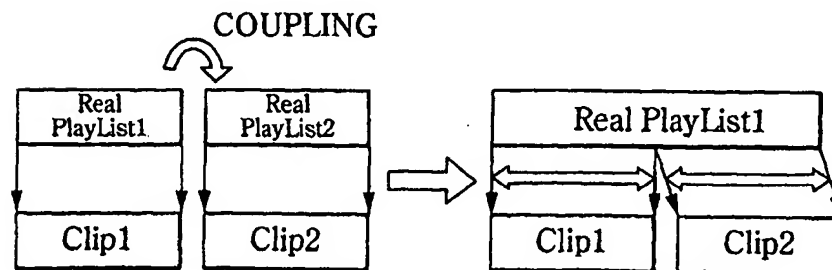 COUPLING
Real
PlayList1
Real
PlayList2
Real PlayList1
Clip1
Clip2
Clip1
Clip2